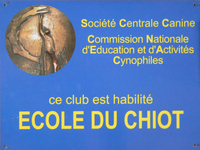 Société Centrale Canine
Commission Nationale
d'Education et d'Activités
Cynophiles
ce club est habilité
ECOLE DU CHIOT